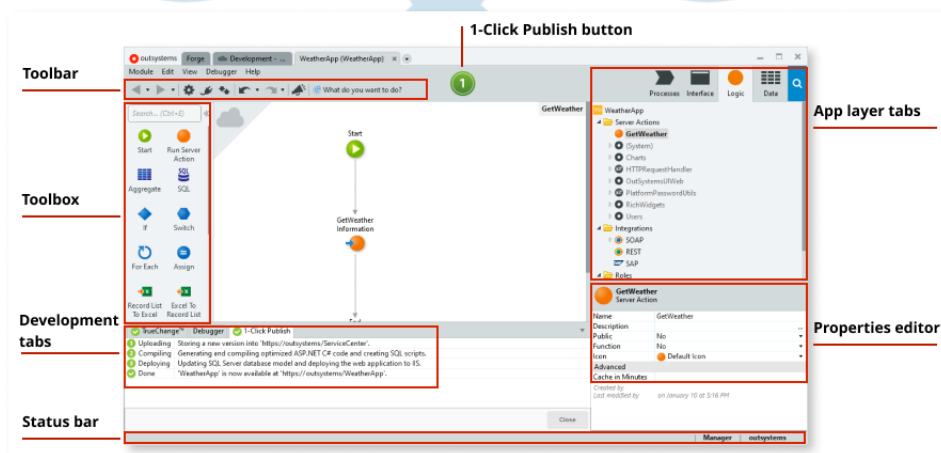 1-Click Publish button
Toolbar
Toolbox
Development
tabs
Status bar
App layer tabs
Properties editor
outsystems Forge Development - ... WeatherApp (WeatherApp)
Module Edit View Debugger Help
What do you want to do?
1
Processes Interface Logic Data
Search... (Ctrl+E)
Start Run Server
Action
Aggregate SQL
If Switch
For Each Assign
Record List Excel To
To Excel Record List
GetWeather
Start
GetWeather
Information
End
WeatherApp
Server Actions
GetWeather
(System)
Charts
HTTPRequestHandler
OutSystemsUIWeb
PlatformPasswordUtils
RichWidgets
Users
Integrations
SOAP
REST
SAP
Roles
GetWeather
Server Action
Name GetWeather
Description ...
Public No
Function No
Icon Default Icon
Advanced
Cache in Minutes
Created by
Last modified by on January 10 at 5:16 PM
TrueChange™ Debugger 1-Click Publish
1 Uploading Storing a new version into 'https://outsystems/ServiceCenter'.
2 Compiling Generating and compiling optimized ASP.NET C# code and creating SQL scripts.
3 Deploying Updating SQL Server database model and deploying the web application to IIS.
Done 'WeatherApp' is now available at 'https://outsystems/WeatherApp'.
Close
Manager outsystems